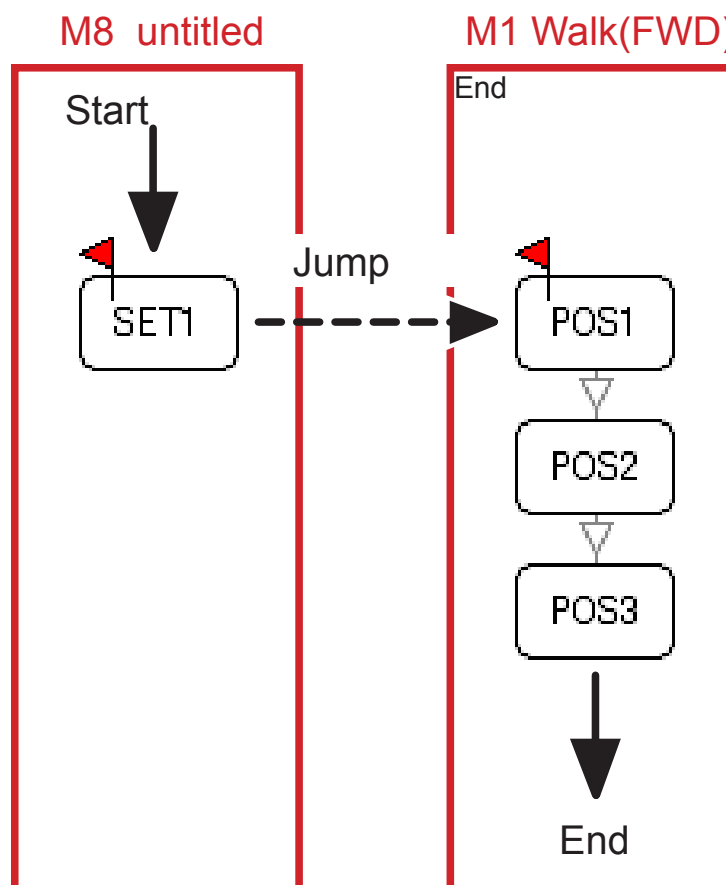 M8 untitled
M1 Walk(FWD)
Start
End
Jump
SET1
POS1
POS2
POS3
End